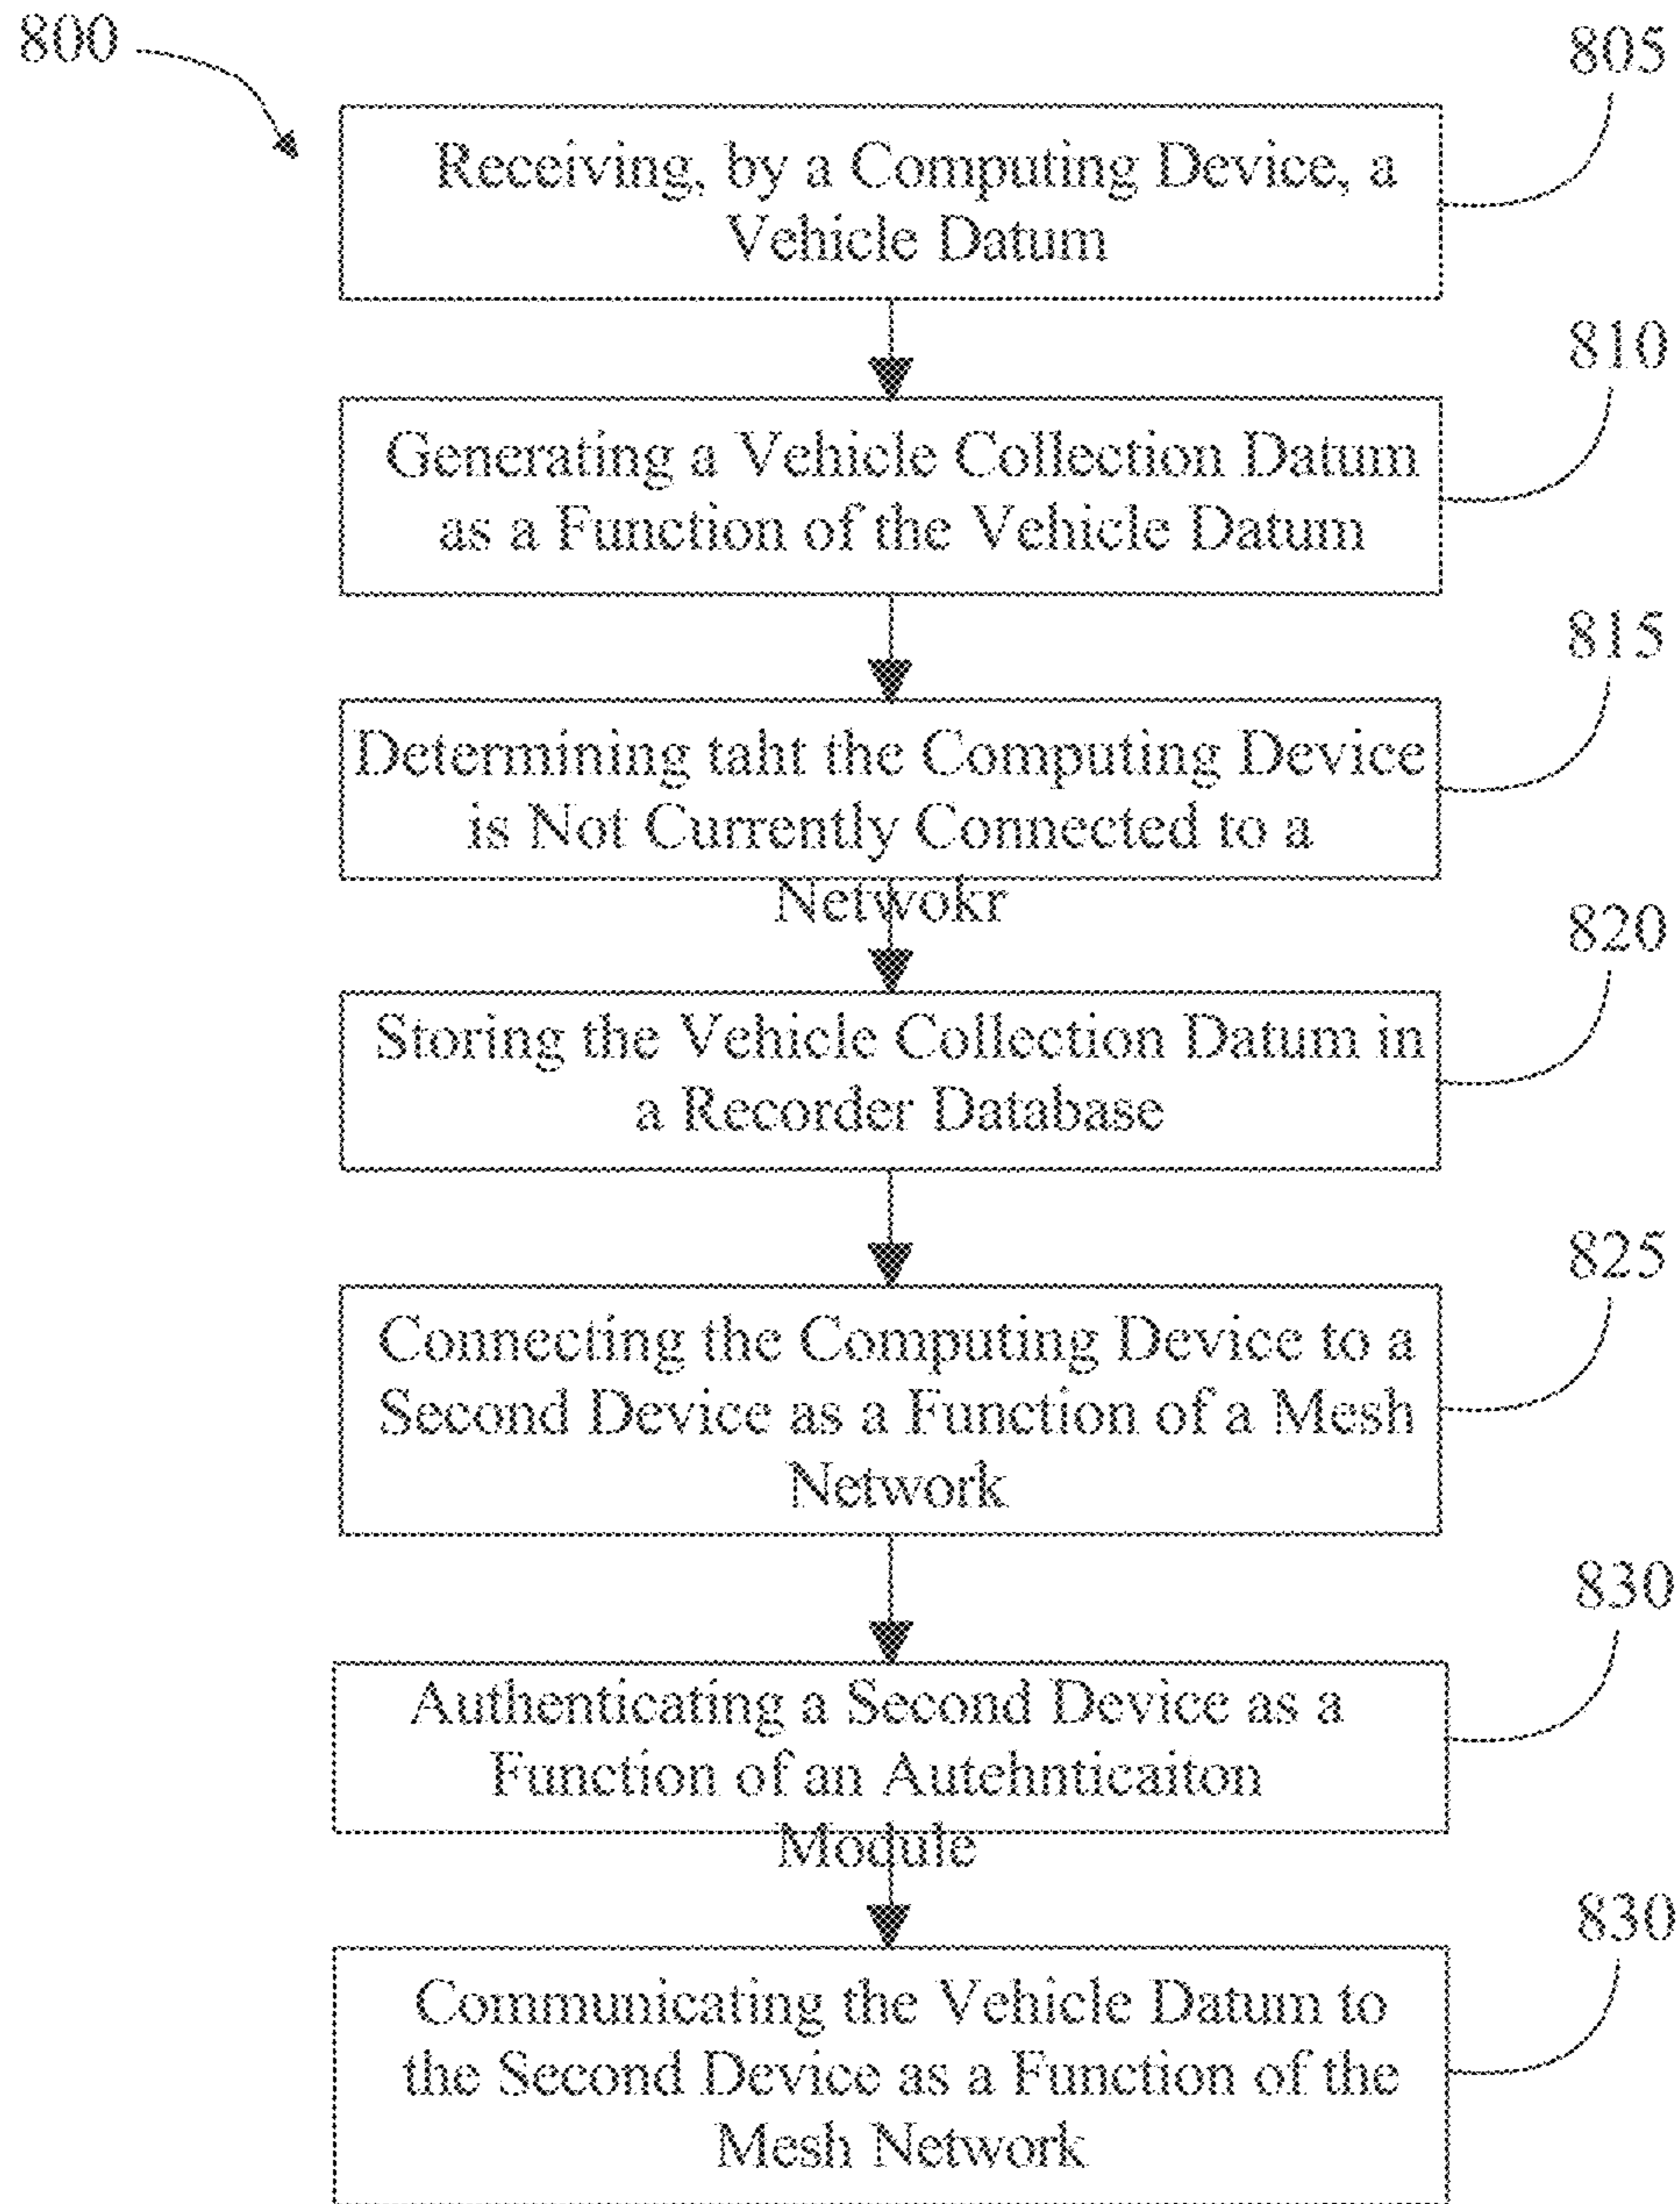 800
805
Receiving, by a Computing Device, a
Vehicle Datum
810
Generating a Vehicle Collection Datum
as a Function of the Vehicle Datum
815
Determining taht the Computing Device
is Not Currently Connected to a
Netwokr
820
Storing the Vehicle Collection Datum in
a Recorder Database
825
Connecting the Computing Device to a
Second Device as a Function of a Mesh
Network
830
Authenticating a Second Device as a
Function of an Autehnticaiton
Module
830
Communicating the Vehicle Datum to
the Second Device as a Function of the
Mesh Network